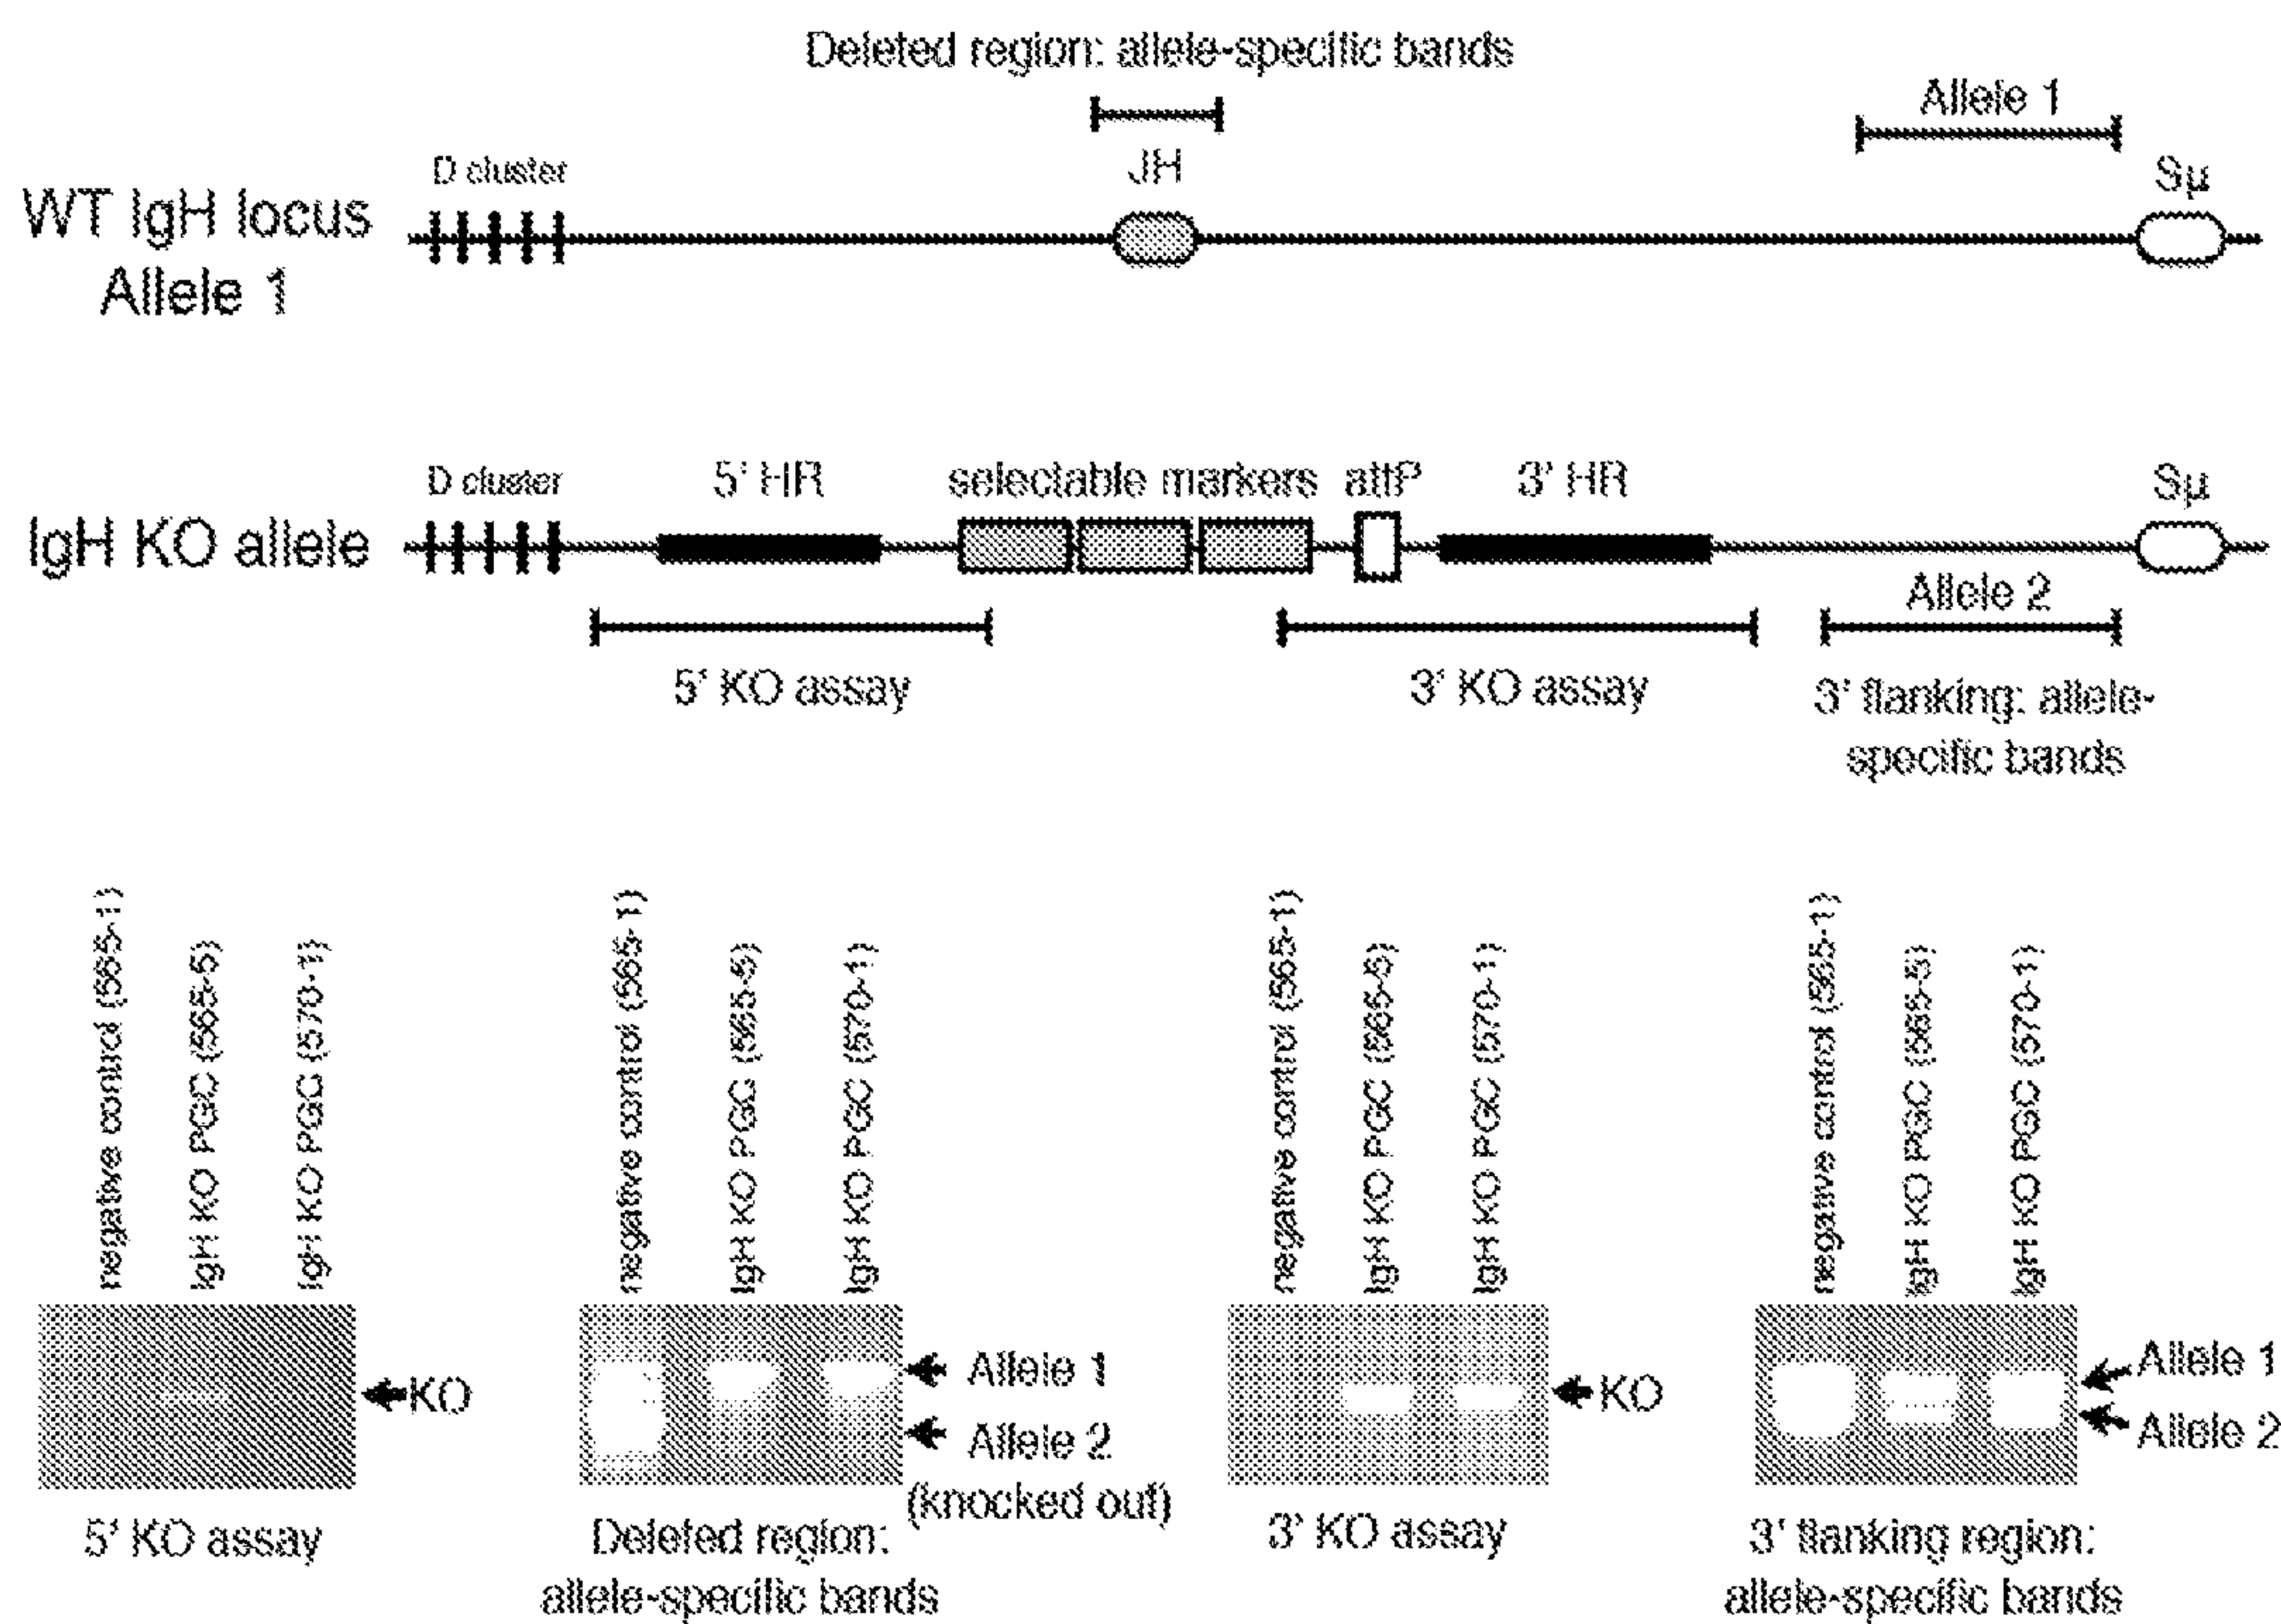 Deleted region: allele-specific bands
Allele 1
D cluster
JH
Sμ
WT IgH locus
Allele 1
D cluster
5' HR
selectable markers
attP
3' HR
Sμ
IgH KO allele
Allele 2
5' KO assay
3' KO assay
3' flanking: allele-
specific bands
negative control (565-1)
IgH KO PGC (565-5)
IgH KO PGC (570-1)
KO
5' KO assay
negative control (565-1)
IgH KO PGC (565-5)
IgH KO PGC (570-1)
Allele 1
Allele 2
(knocked out)
Deleted region:
allele-specific bands
negative control (565-1)
IgH KO PGC (565-5)
IgH KO PGC (570-1)
KO
3' KO assay
negative control (565-1)
IgH KO PGC (565-5)
IgH KO PGC (570-1)
Allele 1
Allele 2
3' flanking region:
allele-specific bands